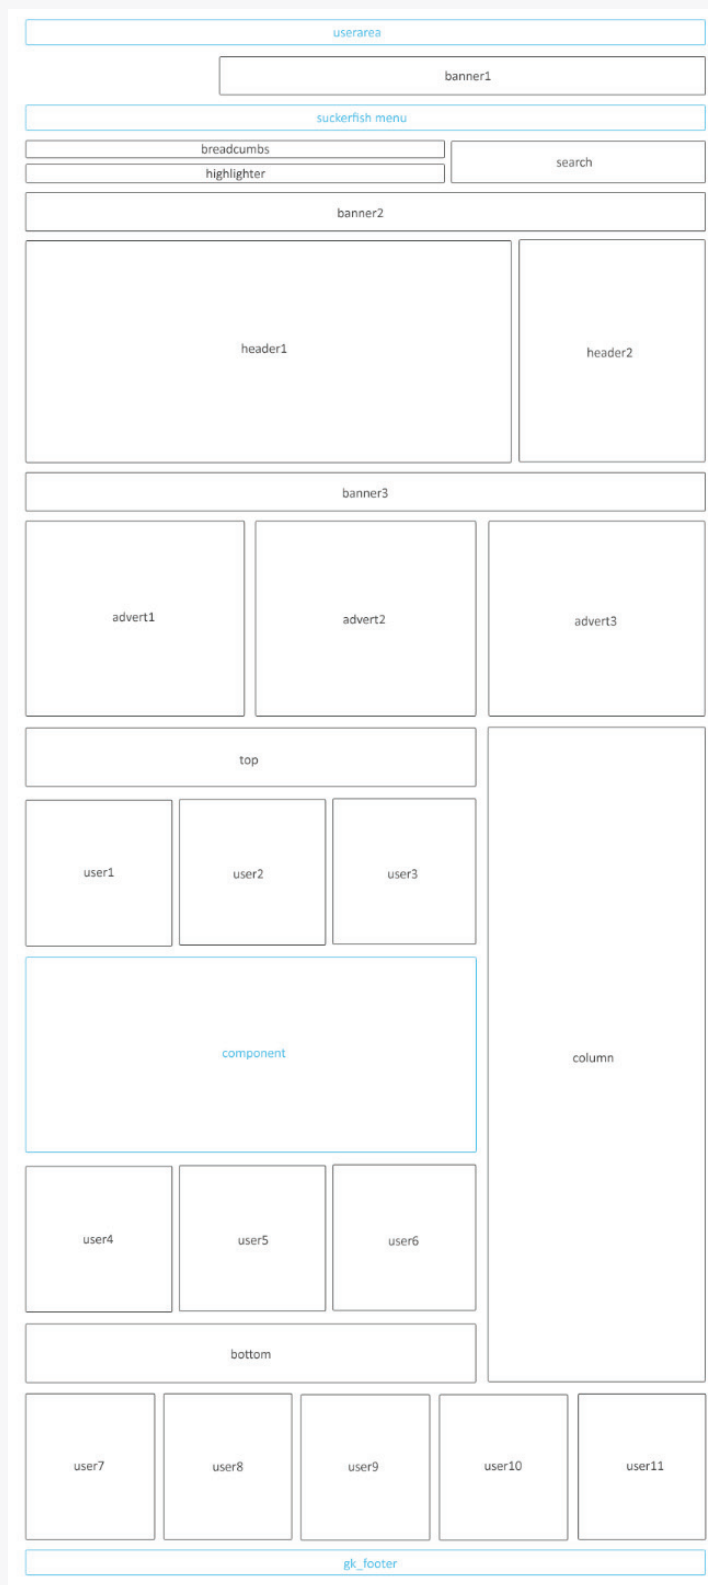 userarea
banner1
suckerfish menu
breadcumbs
highlighter
search
banner2
header1
header2
banner3
advert1
advert2
advert3
top
user1
user2
user3
component
column
user4
user5
user6
bottom
user7
user8
user9
user10
user11
gk_footer